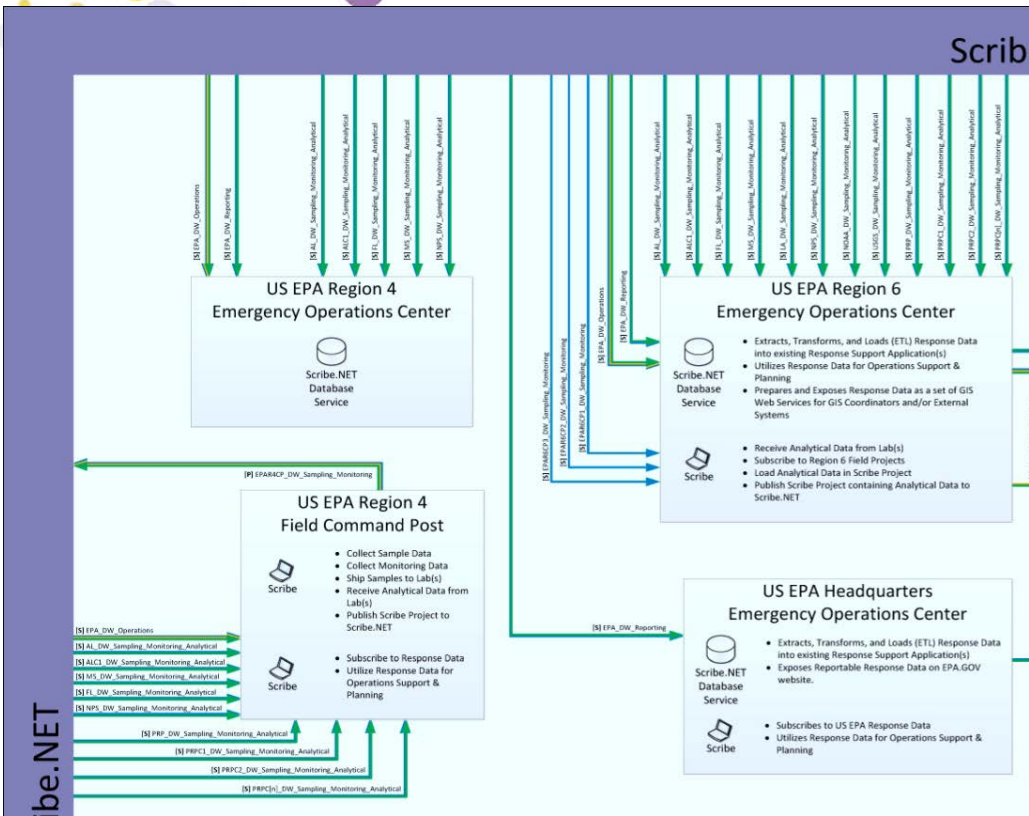 Scrib
[S] EPA_DW_Operations
[S] EPA_DW_Reporting
[S] AL_DW_Sampling_Monitoring_Analytical
[S] ALC1_DW_Sampling_Monitoring_Analytical
[S] FL_DW_Sampling_Monitoring_Analytical
[S] MS_DW_Sampling_Monitoring_Analytical
[S] NPS_DW_Sampling_Monitoring_Analytical
US EPA Region 4
Emergency Operations Center
Scribe.NET
Database
Service
[S] EPAR6CP3_DW_Sampling_Monitoring
[S] EPAR6CP2_DW_Sampling_Monitoring
[S] EPAR6CP1_DW_Sampling_Monitoring
[S] EPA_DW_Operations
[S] EPA_DW_Reporting
[S] AL_DW_Sampling_Monitoring_Analytical
[S] ALC1_DW_Sampling_Monitoring_Analytical
[S] FL_DW_Sampling_Monitoring_Analytical
[S] MS_DW_Sampling_Monitoring_Analytical
[S] LA_DW_Sampling_Monitoring_Analytical
[S] NPS_DW_Sampling_Monitoring_Analytical
[S] NOAA_DW_Sampling_Monitoring_Analytical
[S] USGS_DW_Sampling_Monitoring_Analytical
[S] PRP_DW_Sampling_Monitoring_Analytical
[S] PRPC1_DW_Sampling_Monitoring_Analytical
[S] PRPC2_DW_Sampling_Monitoring_Analytical
[S] PRPC[n]_DW_Sampling_Monitoring_Analytical
US EPA Region 6
Emergency Operations Center
Scribe.NET
Database
Service
• Extracts, Transforms, and Loads (ETL) Response Data
into existing Response Support Application(s)
• Utilizes Response Data for Operations Support &
Planning
• Prepares and Exposes Response Data as a set of GIS
Web Services for GIS Coordinators and/or External
Systems
Scribe
• Receive Analytical Data from Lab(s)
• Subscribe to Region 6 Field Projects
• Load Analytical Data in Scribe Project
• Publish Scribe Project containing Analytical Data to
Scribe.NET
[P] EPAR4CP_DW_Sampling_Monitoring
US EPA Region 4
Field Command Post
Scribe
• Collect Sample Data
• Collect Monitoring Data
• Ship Samples to Lab(s)
• Receive Analytical Data from
Lab(s)
• Publish Scribe Project to
Scribe.NET
Scribe
• Subscribe to Response Data
• Utilize Response Data for
Operations Support &
Planning
[S] EPA_DW_Operations
[S] AL_DW_Sampling_Monitoring_Analytical
[S] ALC1_DW_Sampling_Monitoring_Analytical
[S] MS_DW_Sampling_Monitoring_Analytical
[S] FL_DW_Sampling_Monitoring_Analytical
[S] NPS_DW_Sampling_Monitoring_Analytical
[S] PRP_DW_Sampling_Monitoring_Analytical
[S] PRPC1_DW_Sampling_Monitoring_Analytical
[S] PRPC2_DW_Sampling_Monitoring_Analytical
[S] PRPC[n]_DW_Sampling_Monitoring_Analytical
[S] EPA_DW_Reporting
US EPA Headquarters
Emergency Operations Center
Scribe.NET
Database
Service
• Extracts, Transforms, and Loads (ETL) Response Data
into existing Response Support Application(s)
• Exposes Reportable Response Data on EPA.GOV
website.
Scribe
• Subscribes to US EPA Response Data
• Utilizes Response Data for Operations Support &
Planning
ibe.NET